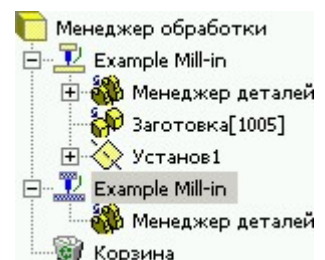 Менеджер обработки
Example Mill-in
Менеджер деталей
Заготовка[1005]
Установ1
Example Mill-in
Менеджер деталей
Корзина